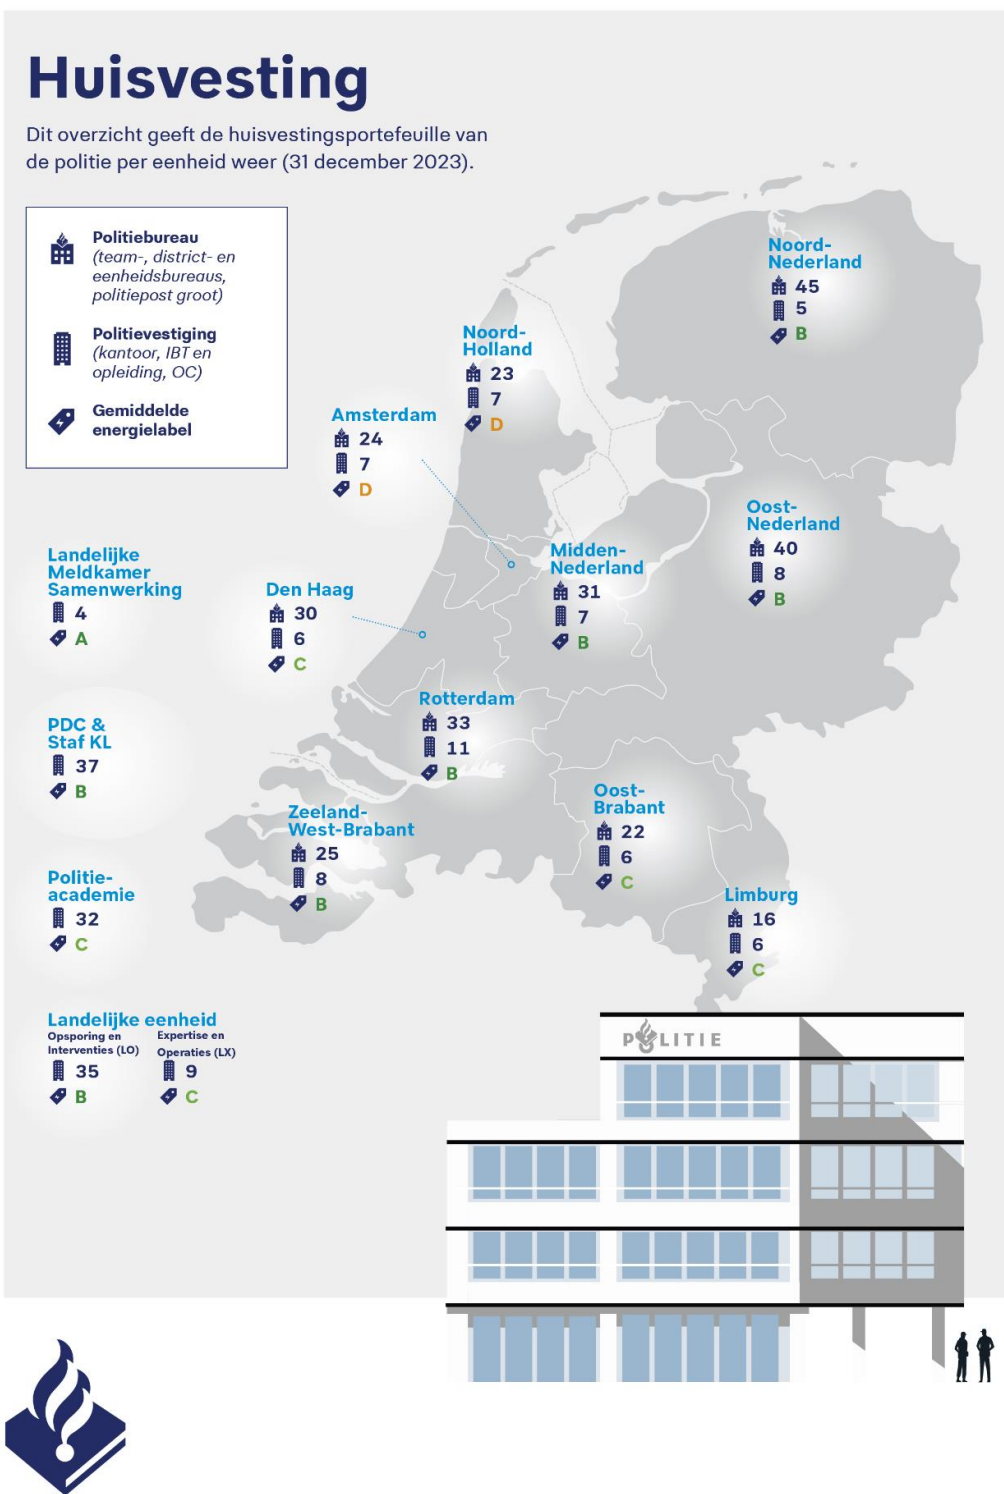 Huisvesting
Dit overzicht geeft de huisvestingsportefeuille van
de politie per eenheid weer (31 december 2023).
Politiebureau
(team-, district- en
eenheidsbureaus,
politiepost groot)
Politievestiging
(kantoor, IBT en
opleiding, OC)
Gemiddelde
energielabel
Noord-
Nederland
45
5
B
Noord-
Holland
23
7
D
Amsterdam
24
7
D
Oost-
Nederland
40
8
B
Midden-
Nederland
31
7
B
Landelijke
Meldkamer
Samenwerking
4
A
Den Haag
30
6
C
Rotterdam
33
11
B
PDC &
Staf KL
37
B
Oost-
Brabant
22
6
C
Zeeland-
West-Brabant
25
8
B
Politie-
academie
32
C
Limburg
16
6
C
Landelijke eenheid
Opsporing en
Interventies (LO)
35
B
Expertise en
Operaties (LX)
9
C
POLITIE